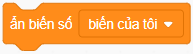 ẩn biến số biến của tôi